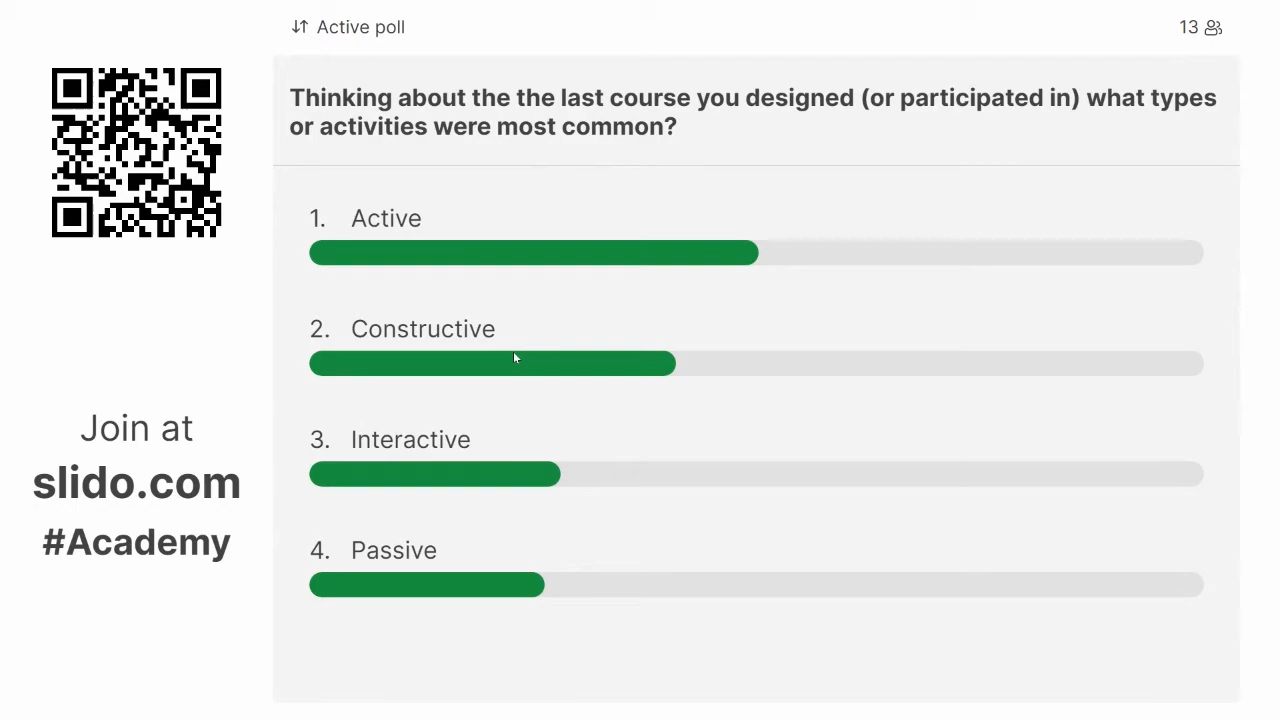 Active poll
13
Thinking about the the last course you designed (or participated in) what types
or activities were most common?
1. Active
2. Constructive
3. Interactive
4. Passive
Join at
slido.com
#Academy